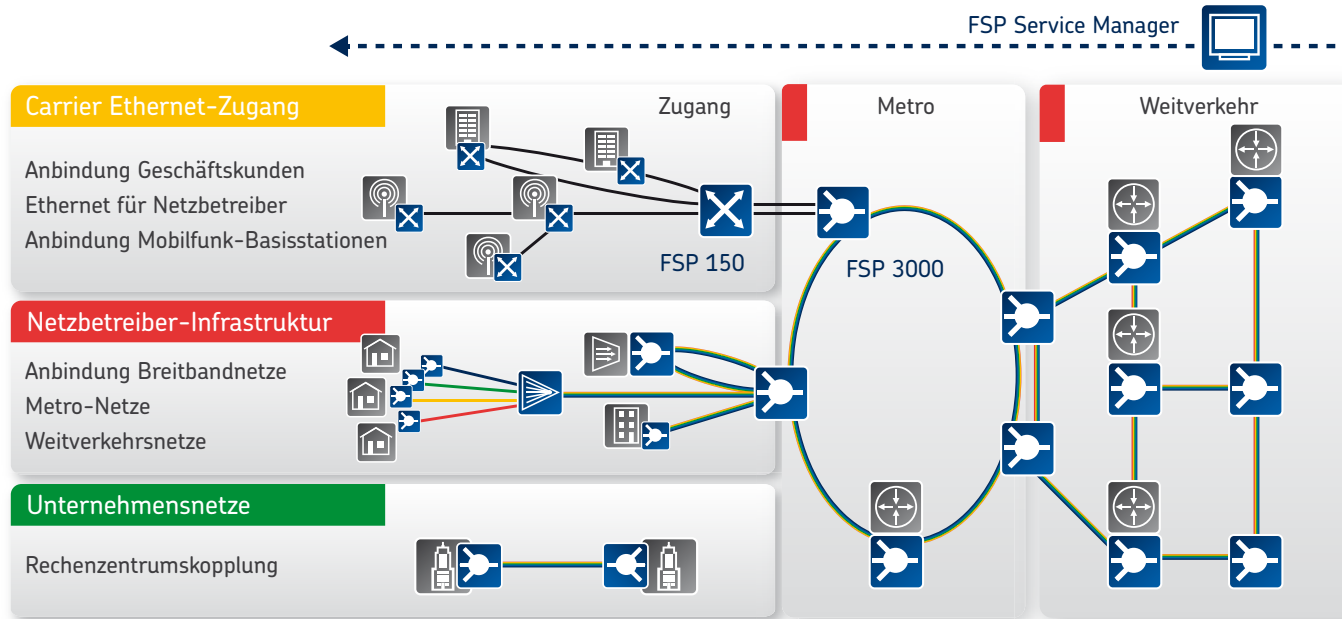 FSP Service Manager
Carrier Ethernet-Zugang
Zugang
Metro
Weitverkehr
Anbindung Geschäftskunden
Ethernet für Netzbetreiber
Anbindung Mobilfunk-Basisstationen
FSP 150
FSP 3000
Netzbetreiber-Infrastruktur
Anbindung Breitbandnetze
Metro-Netze
Weitverkehrsnetze
Unternehmensnetze
Rechenzentrumskopplung